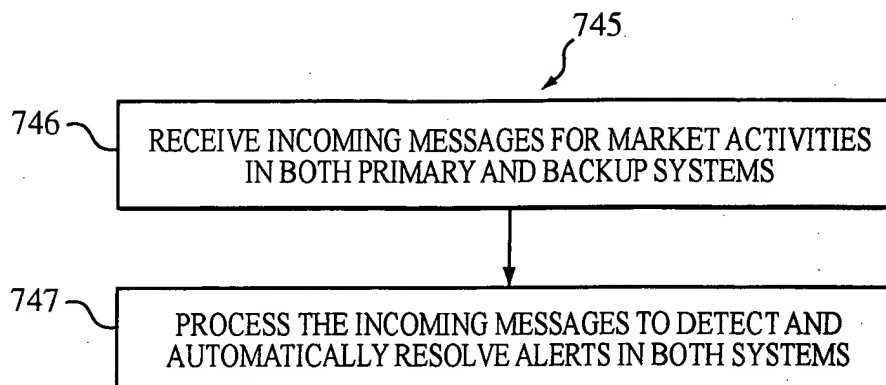 745
746
RECEIVE INCOMING MESSAGES FOR MARKET ACTIVITIES
IN BOTH PRIMARY AND BACKUP SYSTEMS
747
PROCESS THE INCOMING MESSAGES TO DETECT AND
AUTOMATICALLY RESOLVE ALERTS IN BOTH SYSTEMS